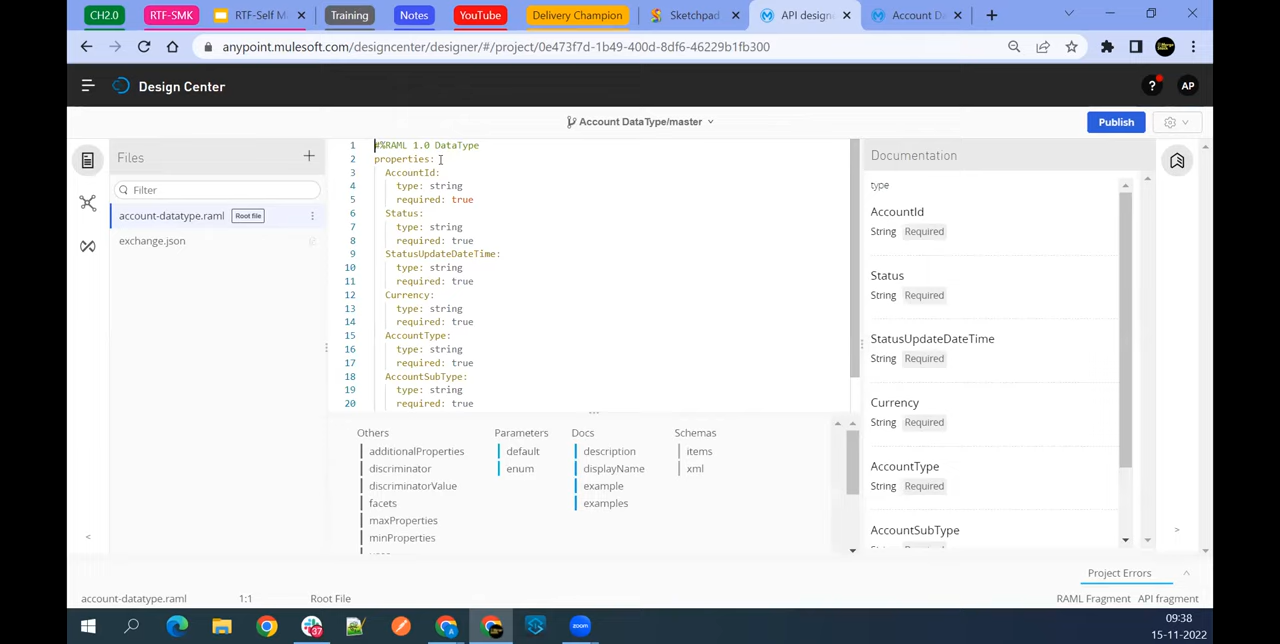 CH2.0
RTF-SMK
RTF-Self M
Training
Notes
YouTube
Delivery Champion
Sketchpad
API designe
Account Da
anypoint.mulesoft.com/designcenter/designer/#/project/0e473f7d-1b49-400d-8df6-46229b1fb300
Design Center
?
AP
Account DataType/master
Publish
Files
Filter
account-datatype.raml
Root file
exchange.json
1 #%RAML 1.0 DataType
2 properties:
3 AccountId:
4 type: string
5 required: true
6 Status:
7 type: string
8 required: true
9 StatusUpdateDateTime:
10 type: string
11 required: true
12 Currency:
13 type: string
14 required: true
15 AccountType:
16 type: string
17 required: true
18 AccountSubType:
19 type: string
20 required: true
Documentation
type
AccountId
String Required
Status
String Required
StatusUpdateDateTime
String Required
Currency
String Required
AccountType
String Required
AccountSubType
Others
additionalProperties
discriminator
discriminatorValue
facets
maxProperties
minProperties
Parameters
default
enum
Docs
description
displayName
example
examples
Schemas
items
xml
Project Errors
account-datatype.raml
1:1
Root File
RAML Fragment
API fragment
37
zoom
09:38
15-11-2022